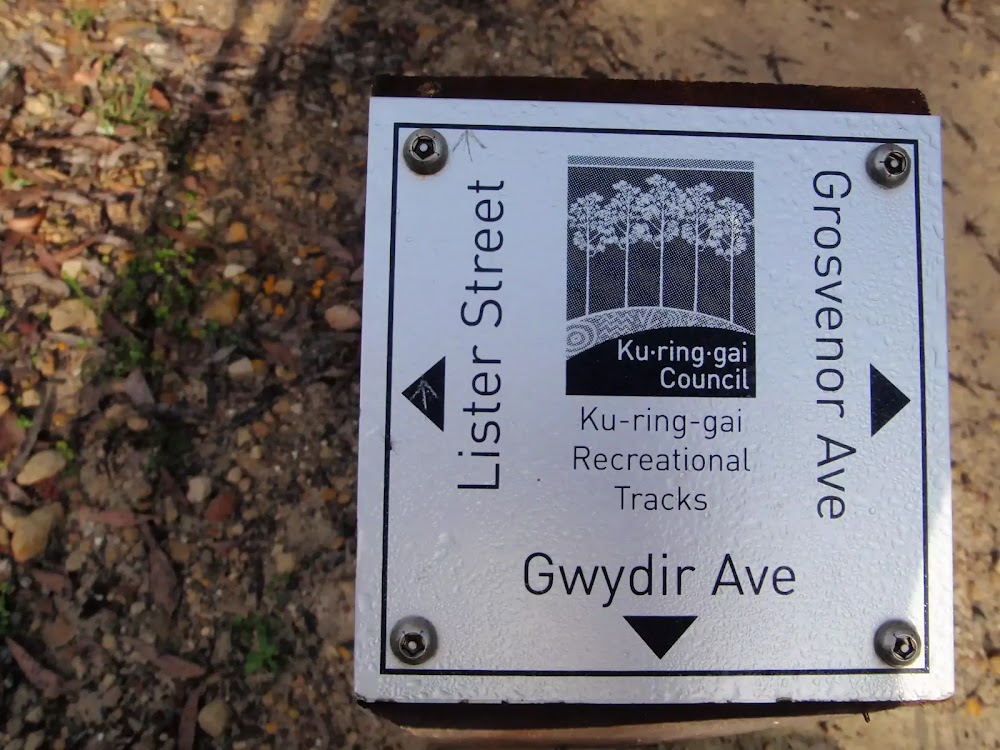 Lister Street
Ku·ring·gai
Council
Ku-ring-gai
Recreational
Tracks
Grosvenor Ave
Gwydir Ave